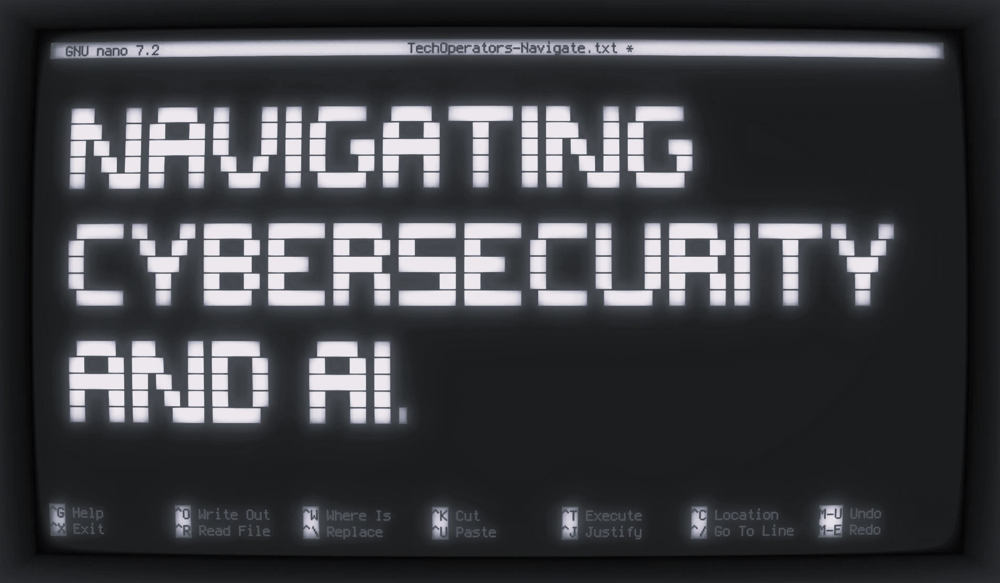 GNU nano 7.2 TechOperators-Navigate.txt *
NAVIGATING
CYBERSECURITY
AND AI.
^G Help ^O Write Out ^W Where Is ^K Cut ^T Execute ^C Location M-U Undo
^X Exit ^R Read File ^\ Replace ^U Paste ^J Justify ^/ Go To Line M-E Redo